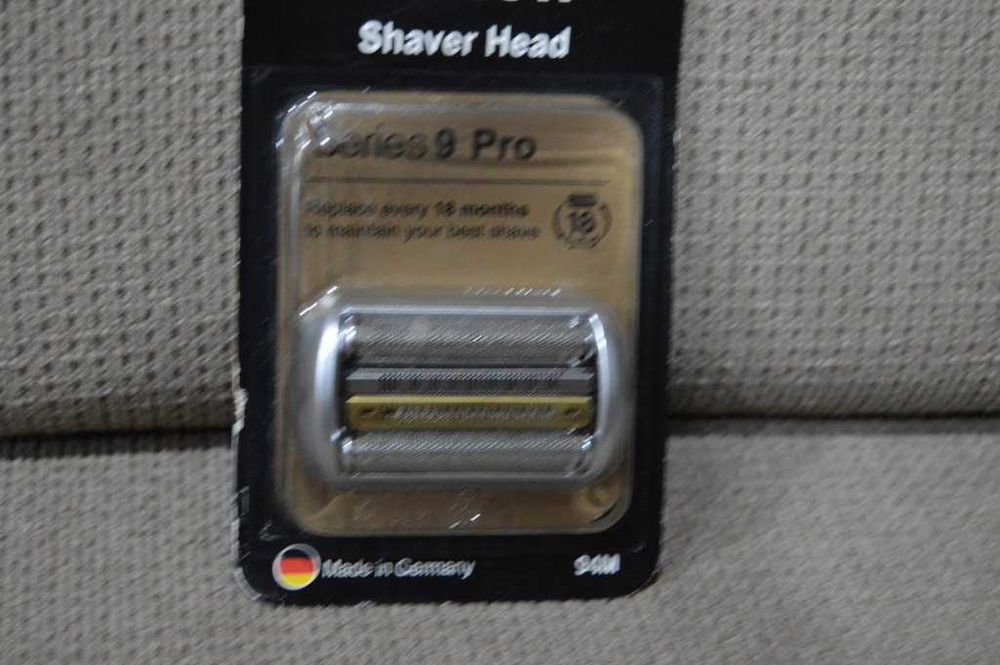 Shaver Head
Series 9 Pro
Replace every 18 months
to maintain your best shave
18
Made in Germany
94M